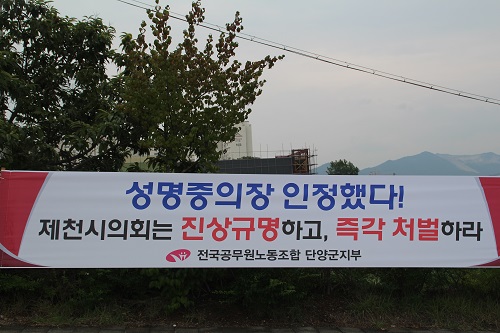 성명중의장 인정했다!
제천시의회는 진상규명하고, 즉각 처벌하라
전국공무원노동조합 단양군지부